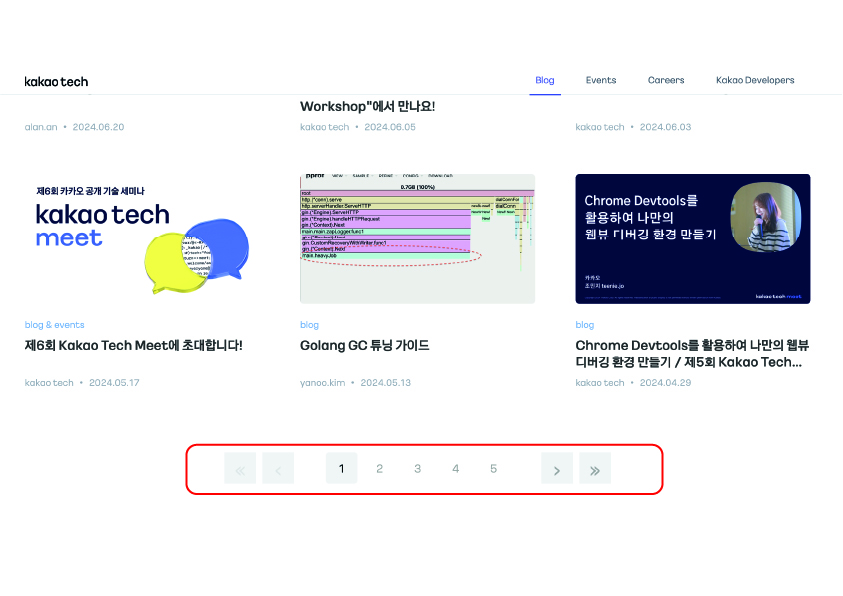 kakao tech
Blog
Events
Careers
Kakao Developers
Workshop"에서 만나요!
alan.an • 2024.06.20
kakao tech • 2024.06.05
kakao tech • 2024.06.03
제6회 카카오 공개 기술 세미나
kakao tech
meet
pprof
VIEW
SAMPLE
REFINE
CONFIG
DOWNLOAD
0.7GB (100%)
root
http.(*conn).serve
http.serverHandler.ServeHTTP
gin.(*Engine).ServeHTTP
gin.(*Engine).handleHTTPRequest
gin.(*Context).Next
main.main.zapLogger.func1
gin.(*Context).Next
gin.CustomRecoveryWithWriter.func1
gin.(*Context).Next
main.heavyJob
Chrome Devtools를
활용하여 나만의
웹뷰 디버깅 환경 만들기
카카오
조인지 teenie.jo
kakao tech meet
blog & events
제6회 Kakao Tech Meet에 초대합니다!
kakao tech • 2024.05.17
blog
Golang GC 튜닝 가이드
yanoo.kim • 2024.05.13
blog
Chrome Devtools를 활용하여 나만의 웹뷰
디버깅 환경 만들기 / 제5회 Kakao Tech...
kakao tech • 2024.04.29
« ‹ 1 2 3 4 5 › »